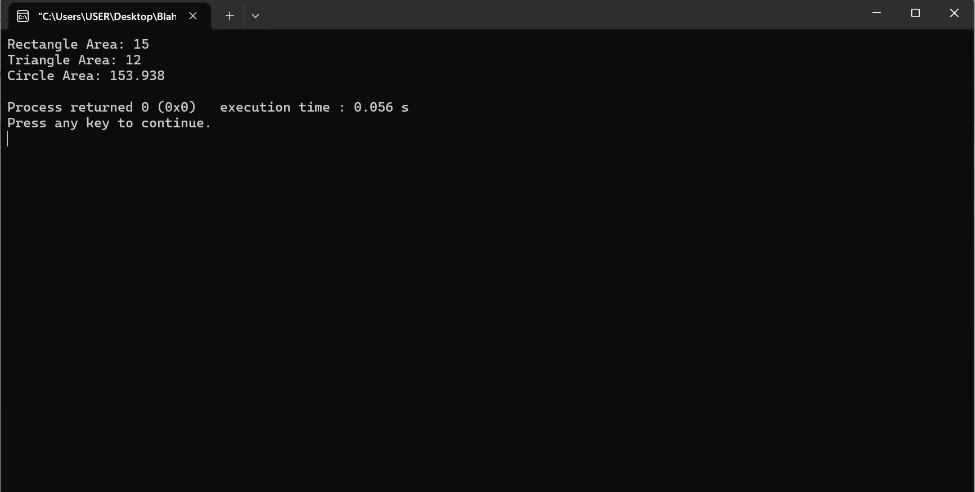 "C:\Users\USER\Desktop\Blah
Rectangle Area: 15
Triangle Area: 12
Circle Area: 153.938
Process returned 0 (0x0)   execution time : 0.056 s
Press any key to continue.